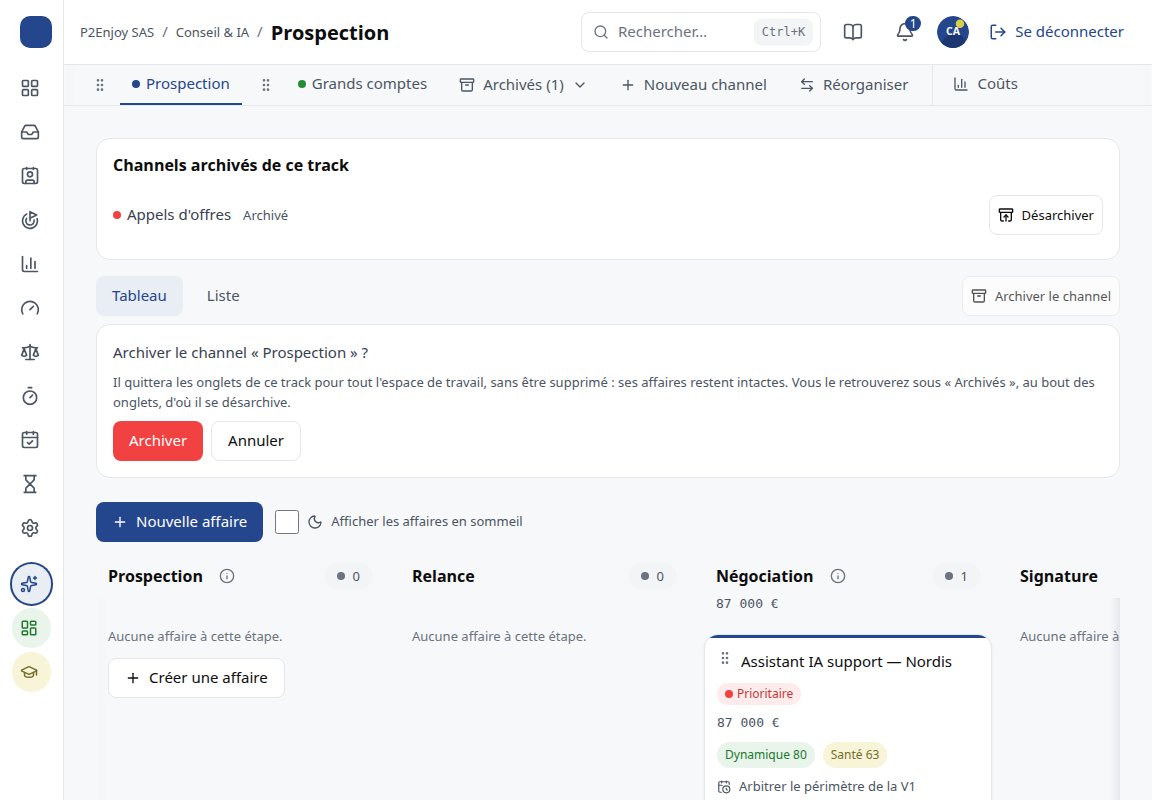 P2Enjoy SAS / Conseil & IA / Prospection
Rechercher... Ctrl+K
1
CA
Se déconnecter
Prospection
Grands comptes
Archivés (1)
Nouveau channel
Réorganiser
Coûts
Channels archivés de ce track
Appels d'offres Archivé
Désarchiver
Tableau
Liste
Archiver le channel
Archiver le channel « Prospection » ?
Il quittera les onglets de ce track pour tout l'espace de travail, sans être supprimé : ses affaires restent intactes. Vous le retrouverez sous « Archivés », au bout des
onglets, d'où il se désarchive.
Archiver
Annuler
Nouvelle affaire
Afficher les affaires en sommeil
Prospection 0
Relance 0
Négociation 1
Signature
87 000 €
Aucune affaire à cette étape.
Aucune affaire à cette étape.
Aucune affaire à
Créer une affaire
Assistant IA support — Nordis
Prioritaire
87 000 €
Dynamique 80
Santé 63
Arbitrer le périmètre de la V1